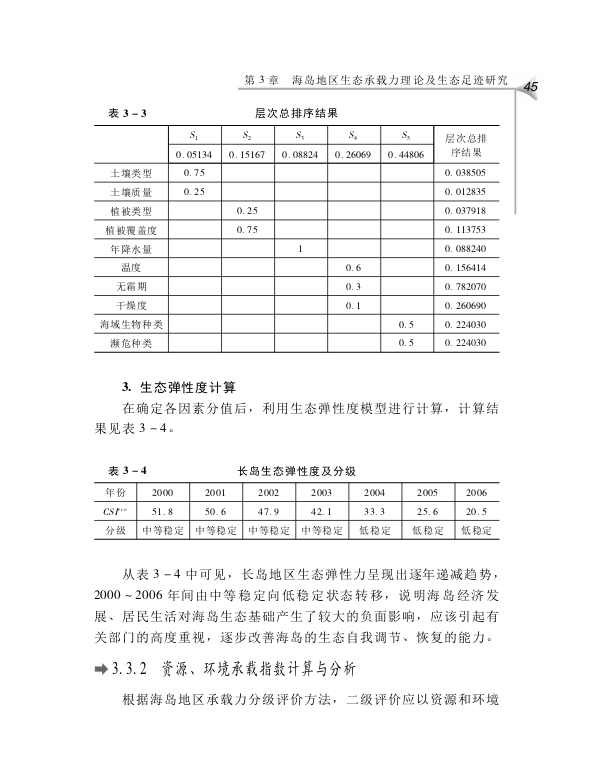 第 3 章 海岛地区生态承载力理论及生态足迹研究 45
表 3－3 层次总排序结果
S₁ S₂ S₃ S₄ S₅ 层次总排序结果
0.05134 0.15167 0.08824 0.26069 0.44806
土壤类型 0.75 0.038505
土壤质量 0.25 0.012835
植被类型 0.25 0.037918
植被覆盖度 0.75 0.113753
年降水量 1 0.088240
温度 0.6 0.156414
无霜期 0.3 0.782070
干燥度 0.1 0.260690
海域生物种类 0.5 0.224030
濒危种类 0.5 0.224030
3. 生态弹性度计算
在确定各因素分值后，利用生态弹性度模型进行计算，计算结
果见表 3－4。
表 3－4 长岛生态弹性度及分级
年份 2000 2001 2002 2003 2004 2005 2006
CSI^eco 51.8 50.6 47.9 42.1 33.3 25.6 20.5
分级 中等稳定 中等稳定 中等稳定 中等稳定 低稳定 低稳定 低稳定
从表 3－4 中可见，长岛地区生态弹性力呈现出逐年递减趋势，
2000～2006 年间由中等稳定向低稳定状态转移，说明海岛经济发
展、居民生活对海岛生态基础产生了较大的负面影响，应该引起有
关部门的高度重视，逐步改善海岛的生态自我调节、恢复的能力。
➡ 3.3.2 资源、环境承载指数计算与分析
根据海岛地区承载力分级评价方法，二级评价应以资源和环境